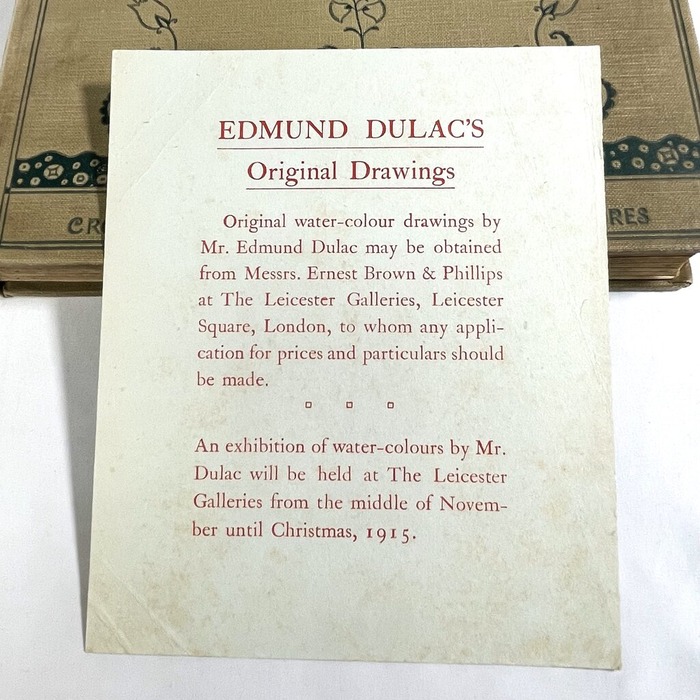 EDMUND DULAC'S
Original Drawings
Original water-colour drawings by
Mr. Edmund Dulac may be obtained
from Messrs. Ernest Brown & Phillips
at The Leicester Galleries, Leicester
Square, London, to whom any appli-
cation for prices and particulars should
be made.
An exhibition of water-colours by Mr.
Dulac will be held at The Leicester
Galleries from the middle of Novem-
ber until Christmas, 1915.